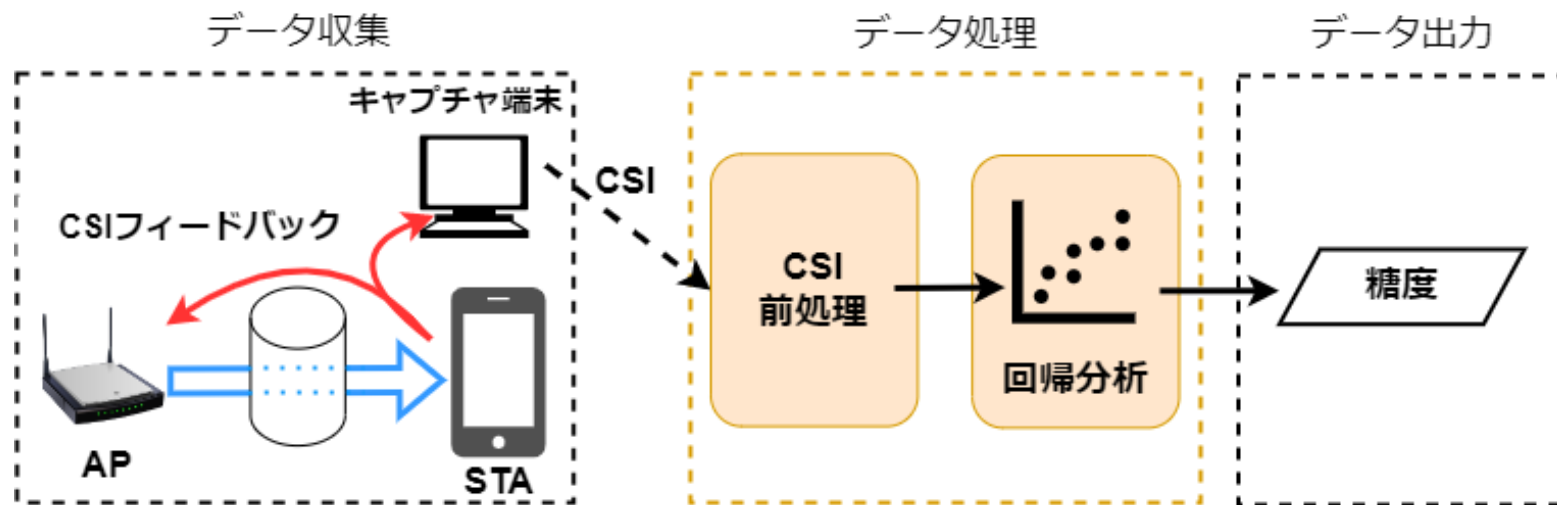 データ収集
データ処理
データ出力
キャプチャ端末
CSI
CSIフィードバック
CSI
前処理
回帰分析
糖度
AP
STA